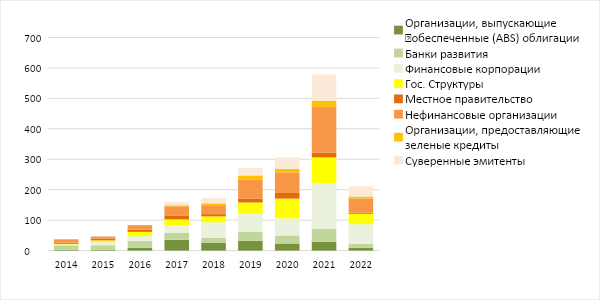 700
600
500
400
300
200
100
0
2014 2015 2016 2017 2018 2019 2020 2021 2022
Организации, выпускающие
обеспеченные (ABS) облигации
Банки развития
Финансовые корпорации
Гос. Структуры
Местное правительство
Нефинансовые организации
Организации, предоставляющие
зеленые кредиты
Суверенные эмитенты